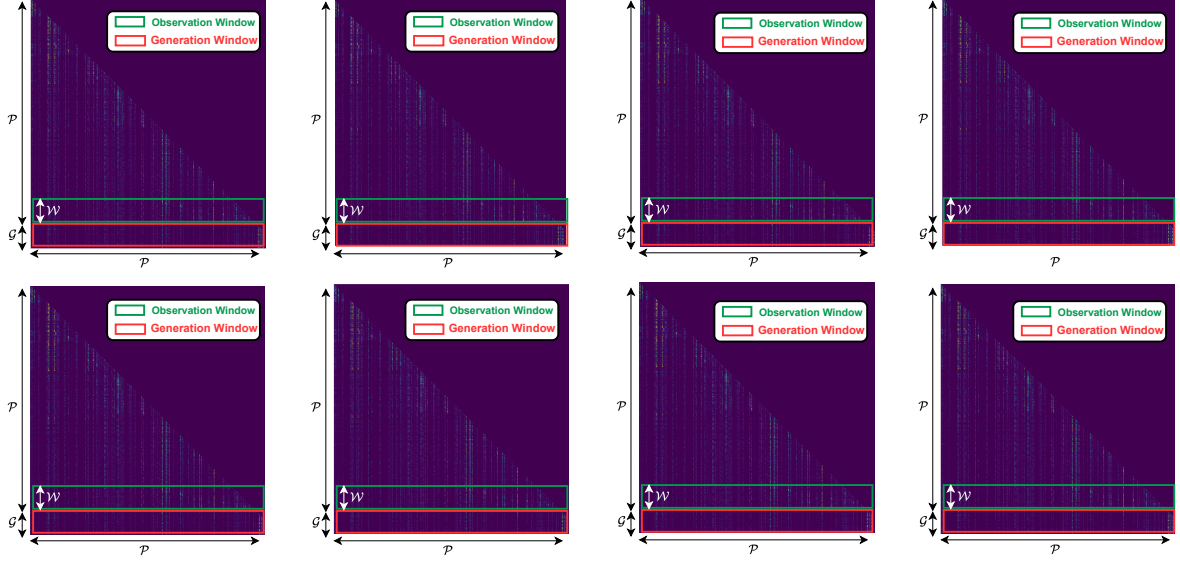 Observation Window
Generation Window
𝒫
𝒲
𝒢
𝒫
Observation Window
Generation Window
𝒫
𝒲
𝒢
𝒫
Observation Window
Generation Window
𝒫
𝒲
𝒢
𝒫
Observation Window
Generation Window
𝒫
𝒲
𝒢
𝒫
Observation Window
Generation Window
𝒫
𝒲
𝒢
𝒫
Observation Window
Generation Window
𝒫
𝒲
𝒢
𝒫
Observation Window
Generation Window
𝒫
𝒲
𝒢
𝒫
Observation Window
Generation Window
𝒫
𝒲
𝒢
𝒫